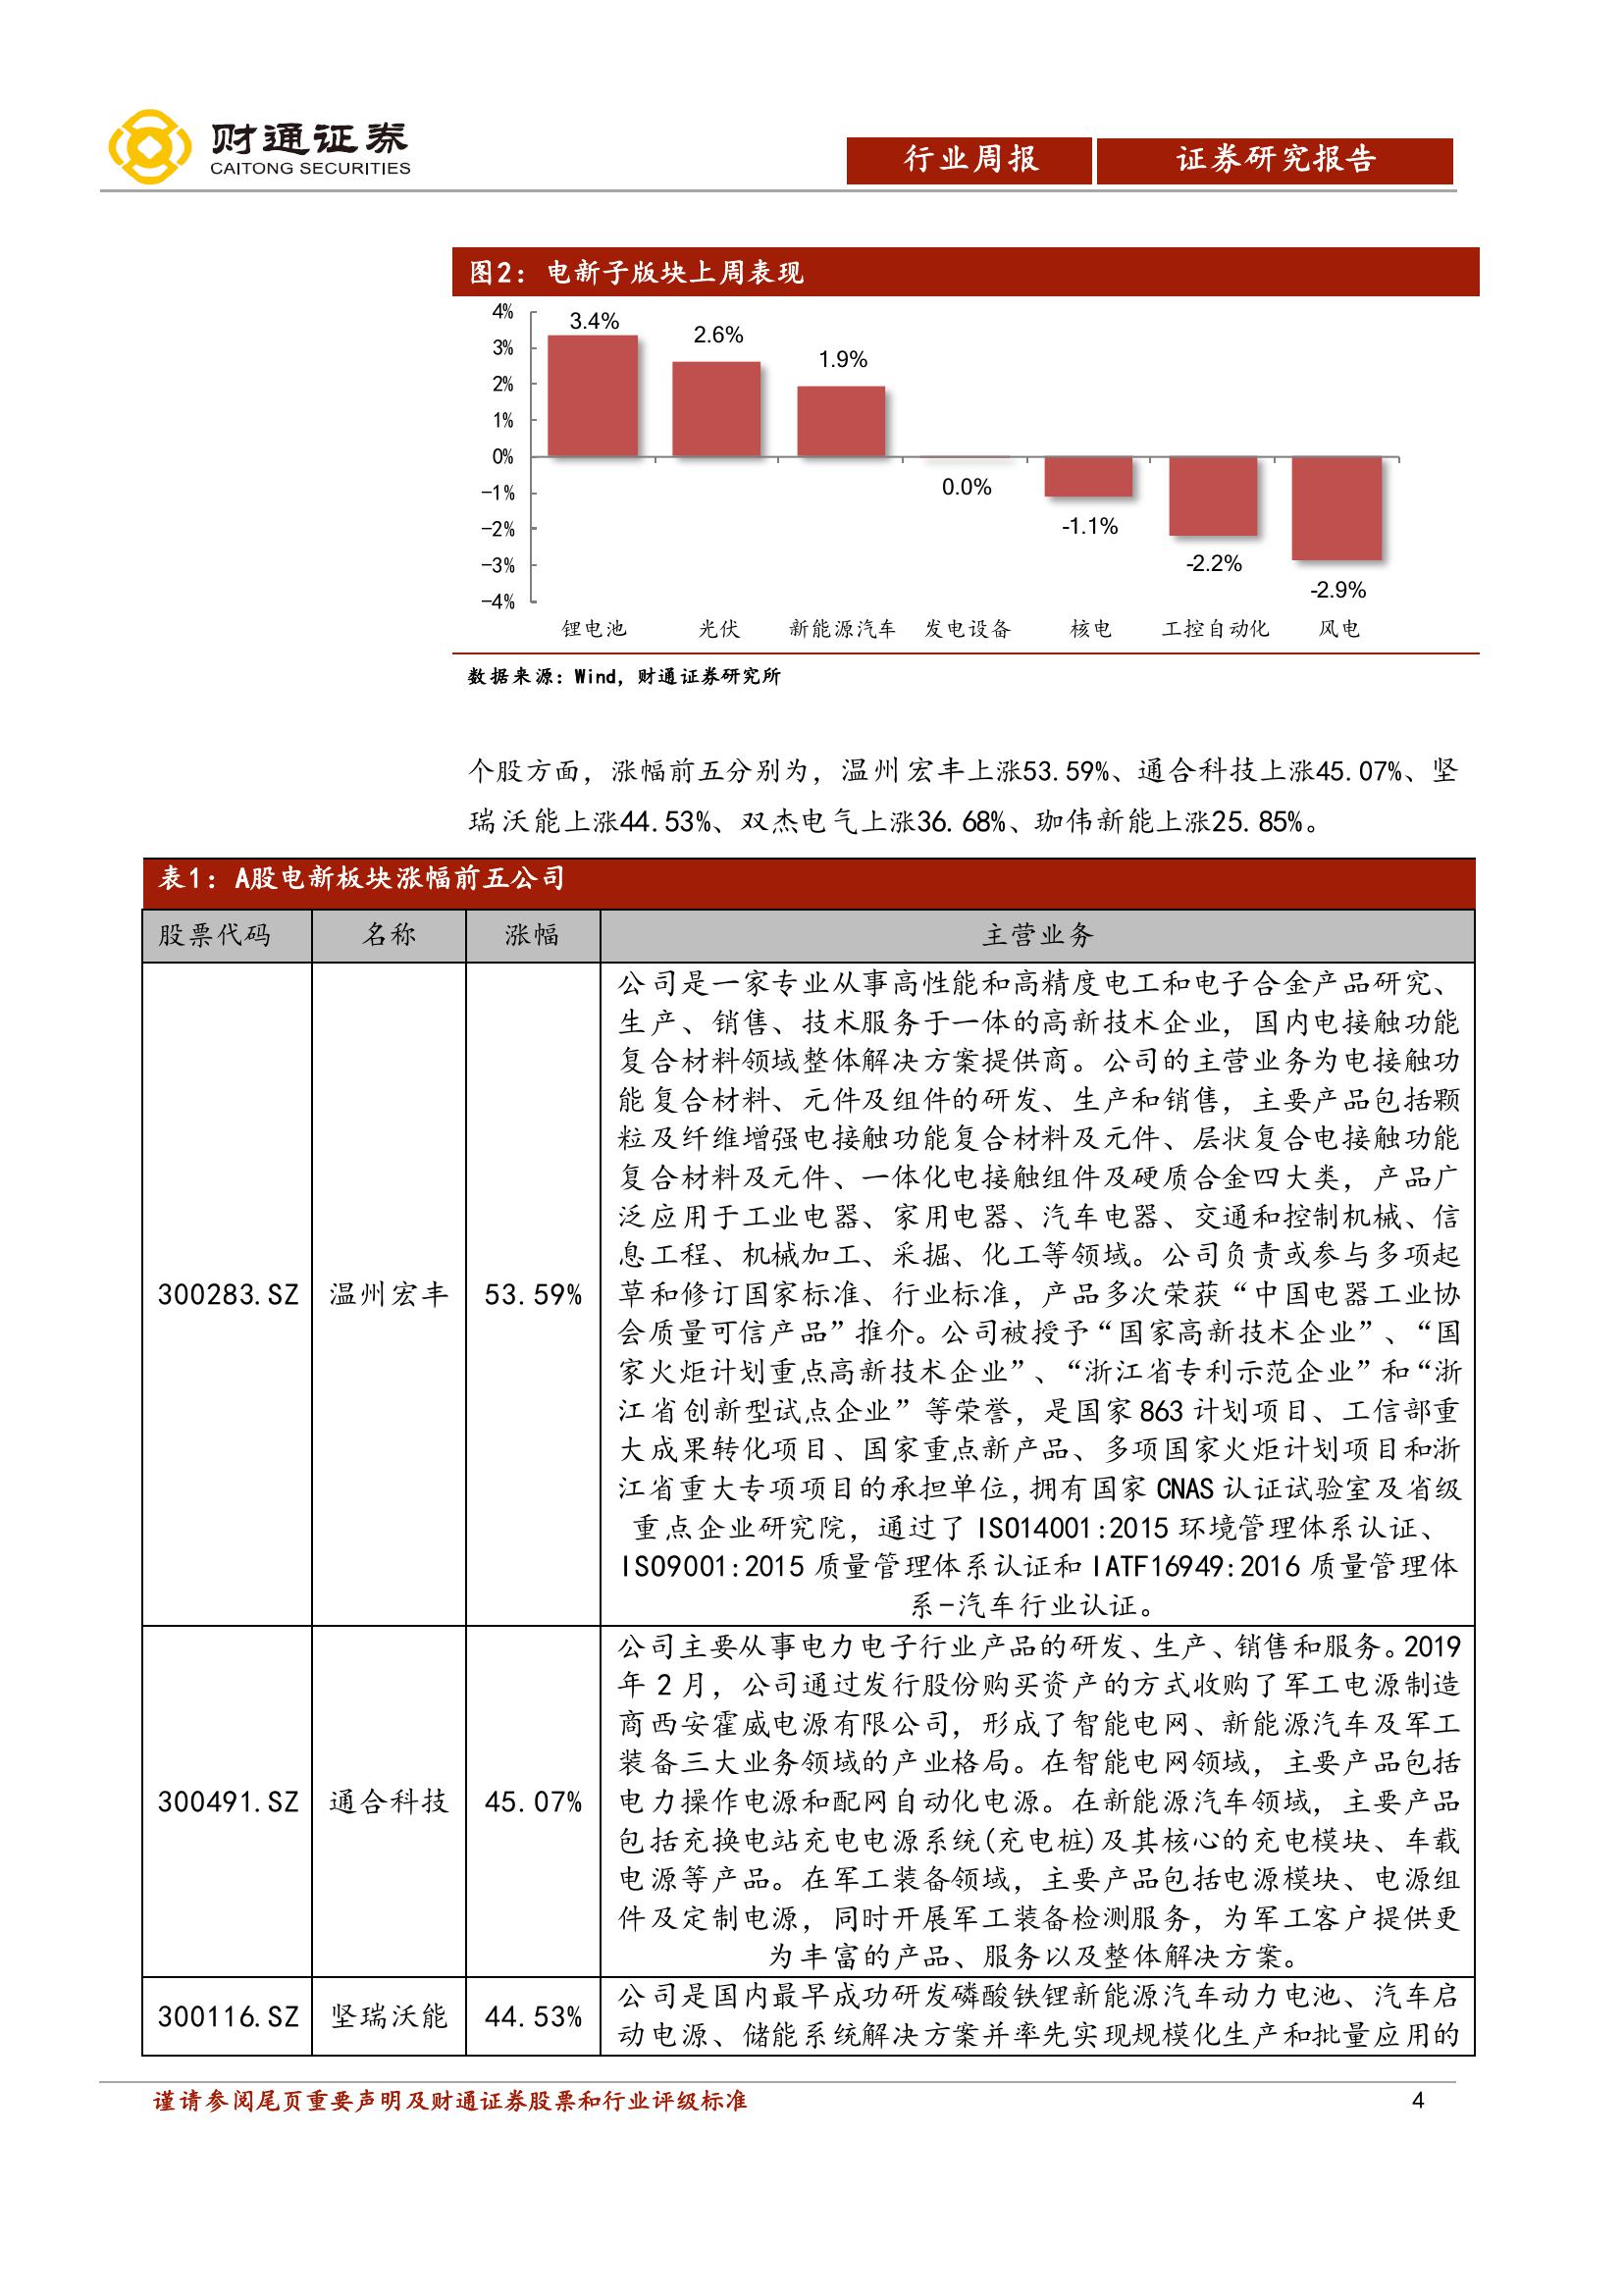 财通证券
CAITONG SECURITIES
行业周报
证券研究报告
图2：电新子版块上周表现
4%
3%
2%
1%
0%
-1%
-2%
-3%
-4%
3.4%
2.6%
1.9%
0.0%
-1.1%
-2.2%
-2.9%
锂电池 光伏 新能源汽车 发电设备 核电 工控自动化 风电
数据来源：Wind，财通证券研究所
个股方面，涨幅前五分别为，温州宏丰上涨53.59%、通合科技上涨45.07%、坚
瑞沃能上涨44.53%、双杰电气上涨36.68%、珈伟新能上涨25.85%。
表1：A股电新板块涨幅前五公司
股票代码 名称 涨幅 主营业务
300283.SZ 温州宏丰 53.59%
公司是一家专业从事高性能和高精度电工和电子合金产品研究、
生产、销售、技术服务于一体的高新技术企业，国内电接触功能
复合材料领域整体解决方案提供商。公司的主营业务为电接触功
能复合材料、元件及组件的研发、生产和销售，主要产品包括颗
粒及纤维增强电接触功能复合材料及元件、层状复合电接触功能
复合材料及元件、一体化电接触组件及硬质合金四大类，产品广
泛应用于工业电器、家用电器、汽车电器、交通和控制机械、信
息工程、机械加工、采掘、化工等领域。公司负责或参与多项起
草和修订国家标准、行业标准，产品多次荣获“中国电器工业协
会质量可信产品”推介。公司被授予“国家高新技术企业”、“国
家火炬计划重点高新技术企业”、“浙江省专利示范企业”和“浙
江省创新型试点企业”等荣誉，是国家 863 计划项目、工信部重
大成果转化项目、国家重点新产品、多项国家火炬计划项目和浙
江省重大专项项目的承担单位，拥有国家 CNAS 认证试验室及省级
重点企业研究院，通过了 ISO14001:2015 环境管理体系认证、
ISO9001:2015 质量管理体系认证和 IATF16949:2016 质量管理体
系-汽车行业认证。
300491.SZ 通合科技 45.07%
公司主要从事电力电子行业产品的研发、生产、销售和服务。2019
年 2 月，公司通过发行股份购买资产的方式收购了军工电源制造
商西安霍威电源有限公司，形成了智能电网、新能源汽车及军工
装备三大业务领域的产业格局。在智能电网领域，主要产品包括
电力操作电源和配网自动化电源。在新能源汽车领域，主要产品
包括充换电站充电电源系统(充电桩)及其核心的充电模块、车载
电源等产品。在军工装备领域，主要产品包括电源模块、电源组
件及定制电源，同时开展军工装备检测服务，为军工客户提供更
为丰富的产品、服务以及整体解决方案。
300116.SZ 坚瑞沃能 44.53%
公司是国内最早成功研发磷酸铁锂新能源汽车动力电池、汽车启
动电源、储能系统解决方案并率先实现规模化生产和批量应用的
谨请参阅尾页重要声明及财通证券股票和行业评级标准
4